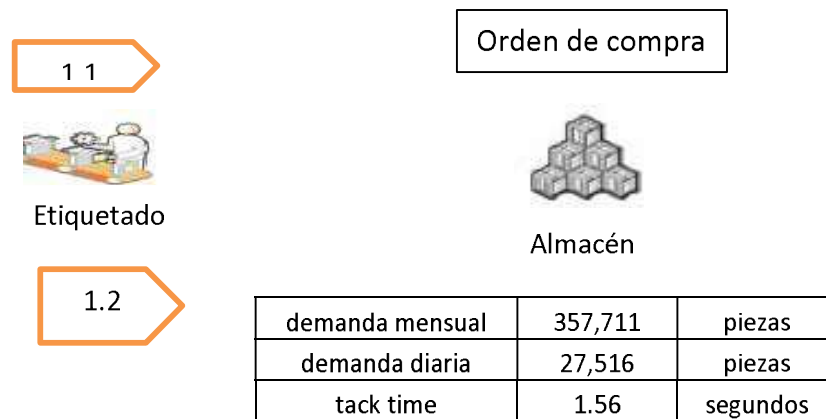 Orden de compra
1 1
Etiquetado
Almacén
1.2
demanda mensual 357,711 piezas
demanda diaria 27,516 piezas
tack time 1.56 segundos